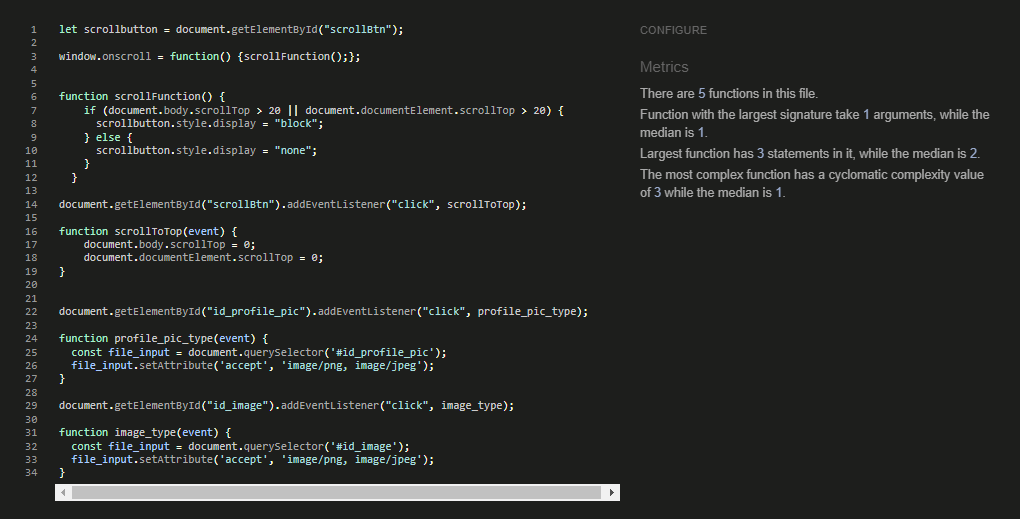 1 let scrollbutton = document.getElementById("scrollBtn");
2
3 window.onscroll = function() {scrollFunction();};
4
5
6 function scrollFunction() {
7     if (document.body.scrollTop > 20 || document.documentElement.scrollTop > 20) {
8       scrollbutton.style.display = "block";
9     } else {
10       scrollbutton.style.display = "none";
11     }
12   }
13
14 document.getElementById("scrollBtn").addEventListener("click", scrollToTop);
15
16 function scrollToTop(event) {
17     document.body.scrollTop = 0;
18     document.documentElement.scrollTop = 0;
19 }
20
21
22 document.getElementById("id_profile_pic").addEventListener("click", profile_pic_type);
23
24 function profile_pic_type(event) {
25   const file_input = document.querySelector('#id_profile_pic');
26   file_input.setAttribute('accept', 'image/png, image/jpeg');
27 }
28
29 document.getElementById("id_image").addEventListener("click", image_type);
30
31 function image_type(event) {
32   const file_input = document.querySelector('#id_image');
33   file_input.setAttribute('accept', 'image/png, image/jpeg');
34 }
CONFIGURE
Metrics
There are 5 functions in this file.
Function with the largest signature take 1 arguments, while the
median is 1.
Largest function has 3 statements in it, while the median is 2.
The most complex function has a cyclomatic complexity value
of 3 while the median is 1.